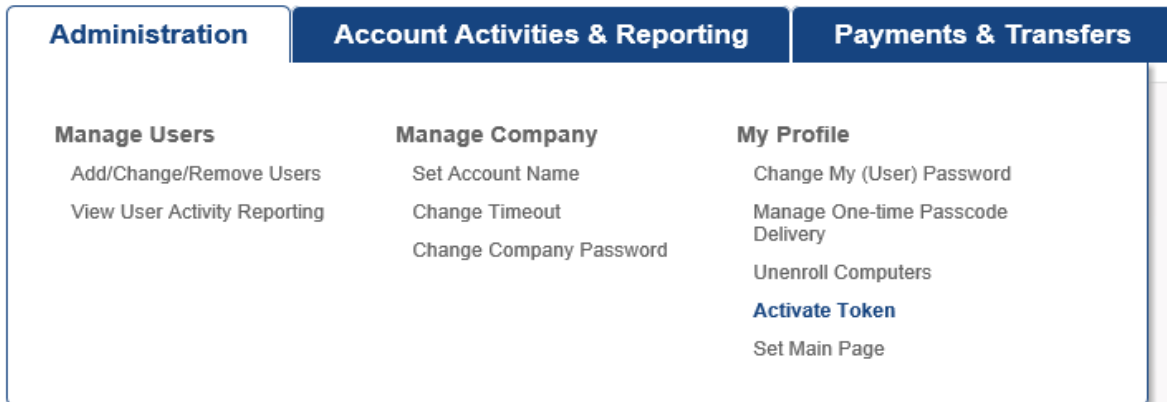 Administration
Account Activities & Reporting
Payments & Transfers
Manage Users
Add/Change/Remove Users
View User Activity Reporting
Manage Company
Set Account Name
Change Timeout
Change Company Password
My Profile
Change My (User) Password
Manage One-time Passcode
Delivery
Unenroll Computers
Activate Token
Set Main Page